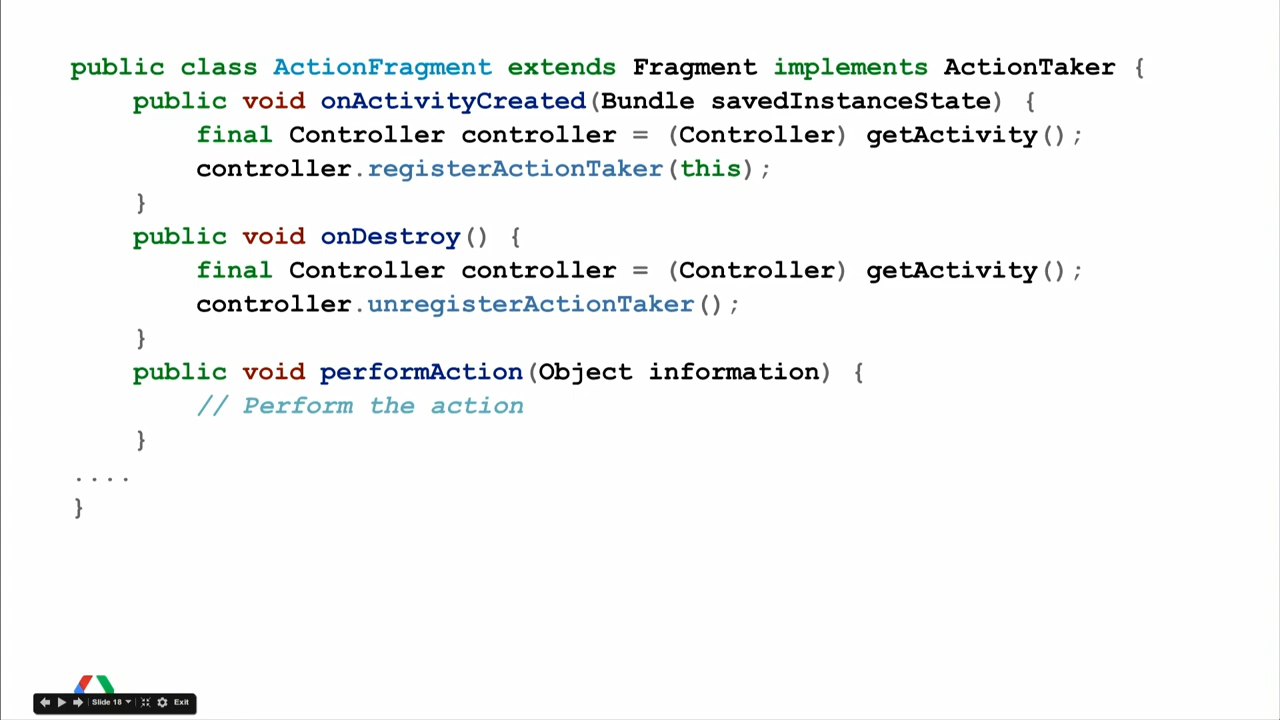 public class ActionFragment extends Fragment implements ActionTaker {
    public void onActivityCreated(Bundle savedInstanceState) {
        final Controller controller = (Controller) getActivity();
        controller.registerActionTaker(this);
    }
    public void onDestroy() {
        final Controller controller = (Controller) getActivity();
        controller.unregisterActionTaker();
    }
    public void performAction(Object information) {
        // Perform the action
    }
....
}
Slide 18 Exit